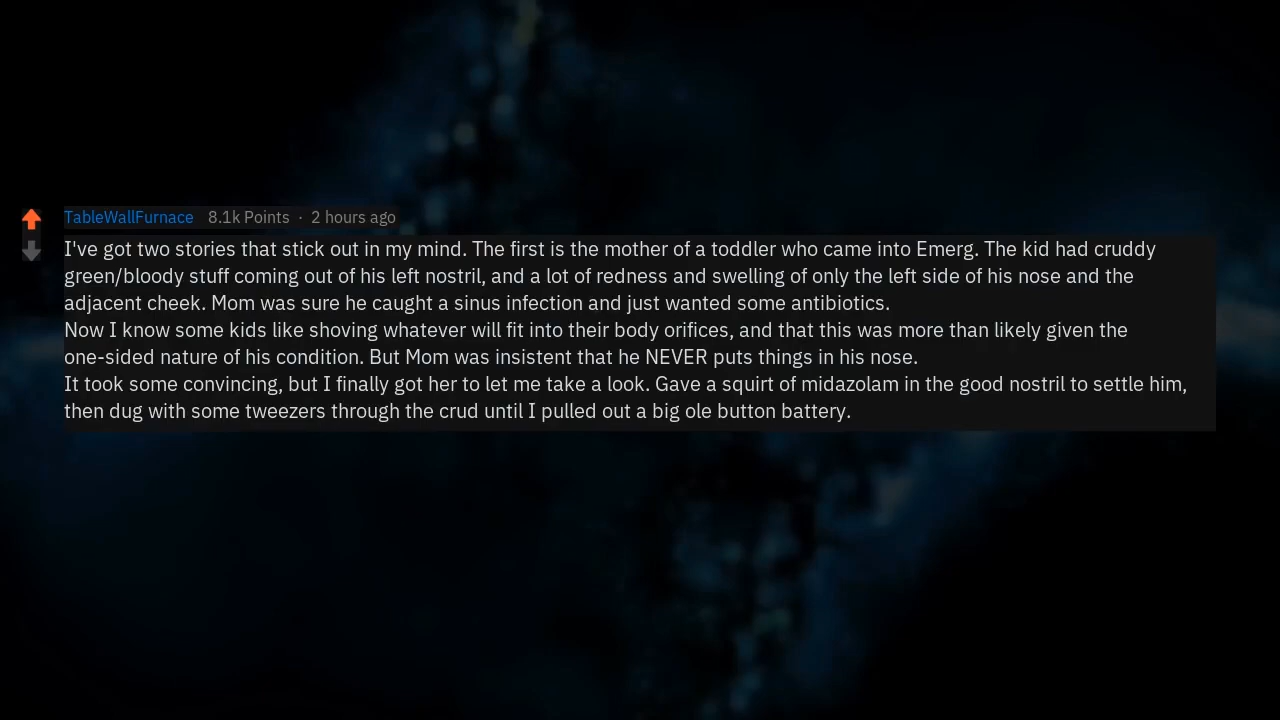 TableWallFurnace 8.1k Points · 2 hours ago
I've got two stories that stick out in my mind. The first is the mother of a toddler who came into Emerg. The kid had cruddy
green/bloody stuff coming out of his left nostril, and a lot of redness and swelling of only the left side of his nose and the
adjacent cheek. Mom was sure he caught a sinus infection and just wanted some antibiotics.
Now I know some kids like shoving whatever will fit into their body orifices, and that this was more than likely given the
one-sided nature of his condition. But Mom was insistent that he NEVER puts things in his nose.
It took some convincing, but I finally got her to let me take a look. Gave a squirt of midazolam in the good nostril to settle him,
then dug with some tweezers through the crud until I pulled out a big ole button battery.